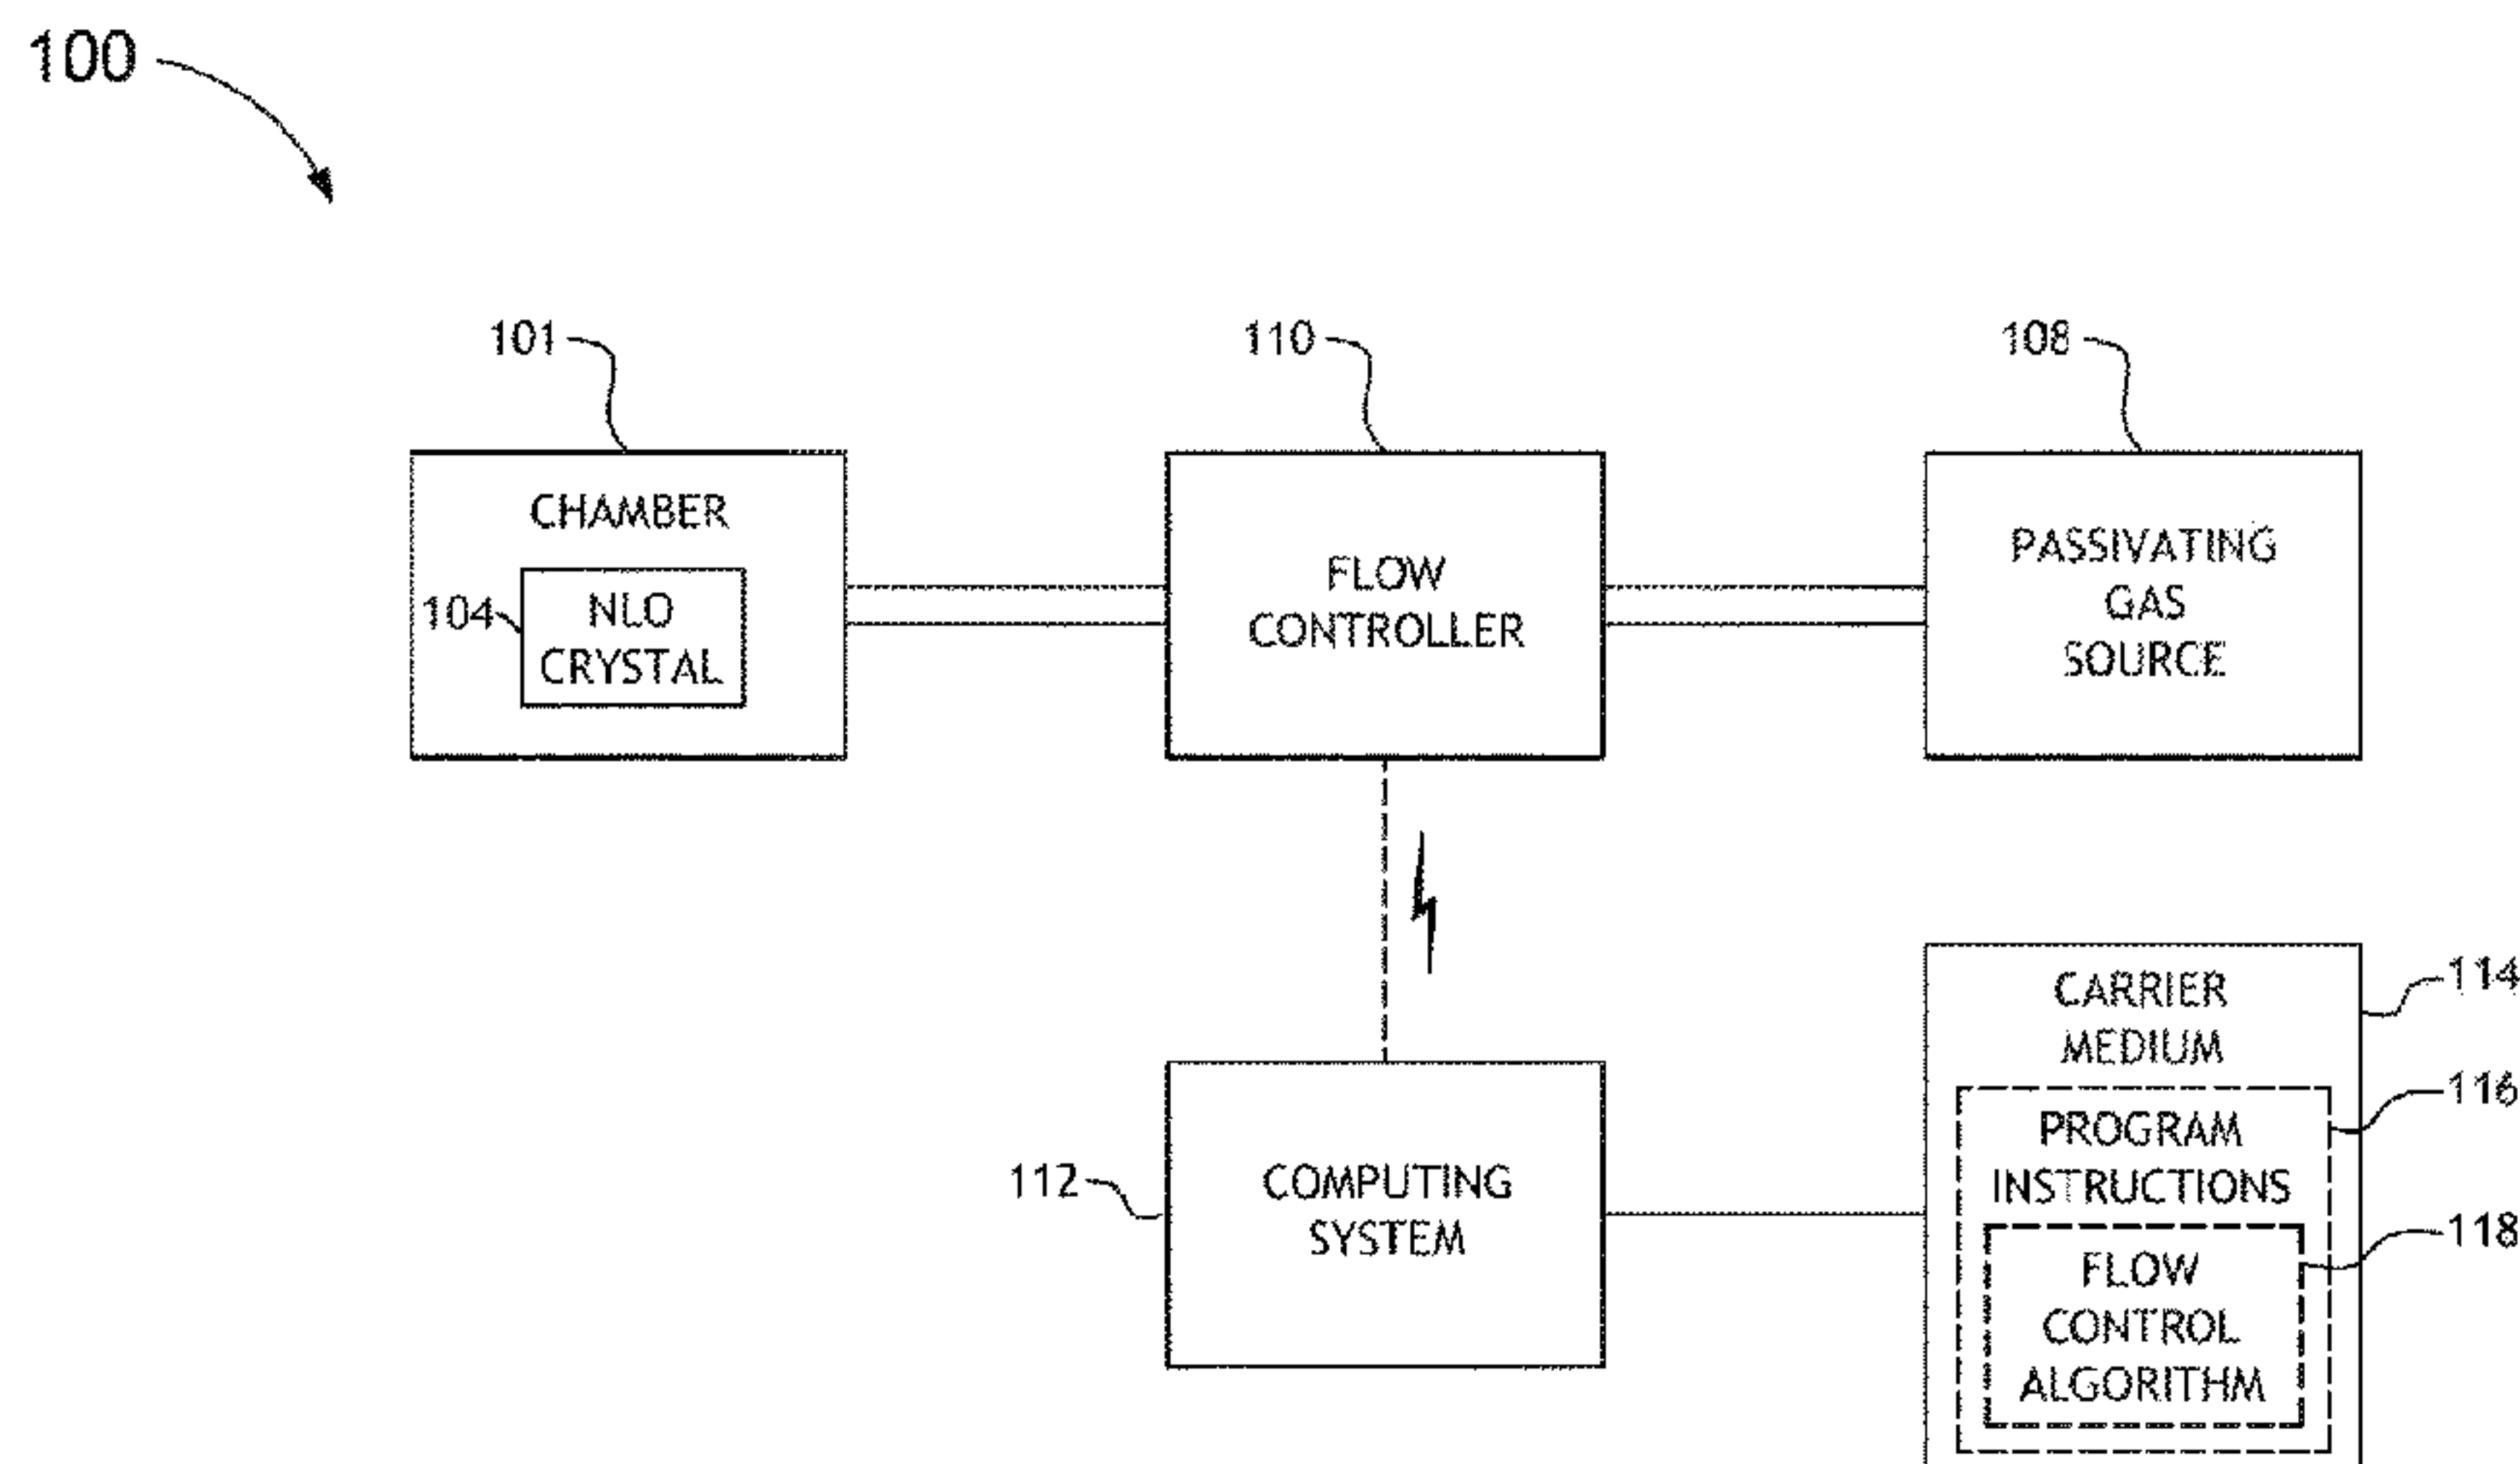 100
101
110
108
CHAMBER
104
NLO
CRYSTAL
FLOW
CONTROLLER
PASSIVATING
GAS
SOURCE
112
COMPUTING
SYSTEM
CARRIER
MEDIUM
114
116
PROGRAM
INSTRUCTIONS
118
FLOW
CONTROL
ALGORITHM